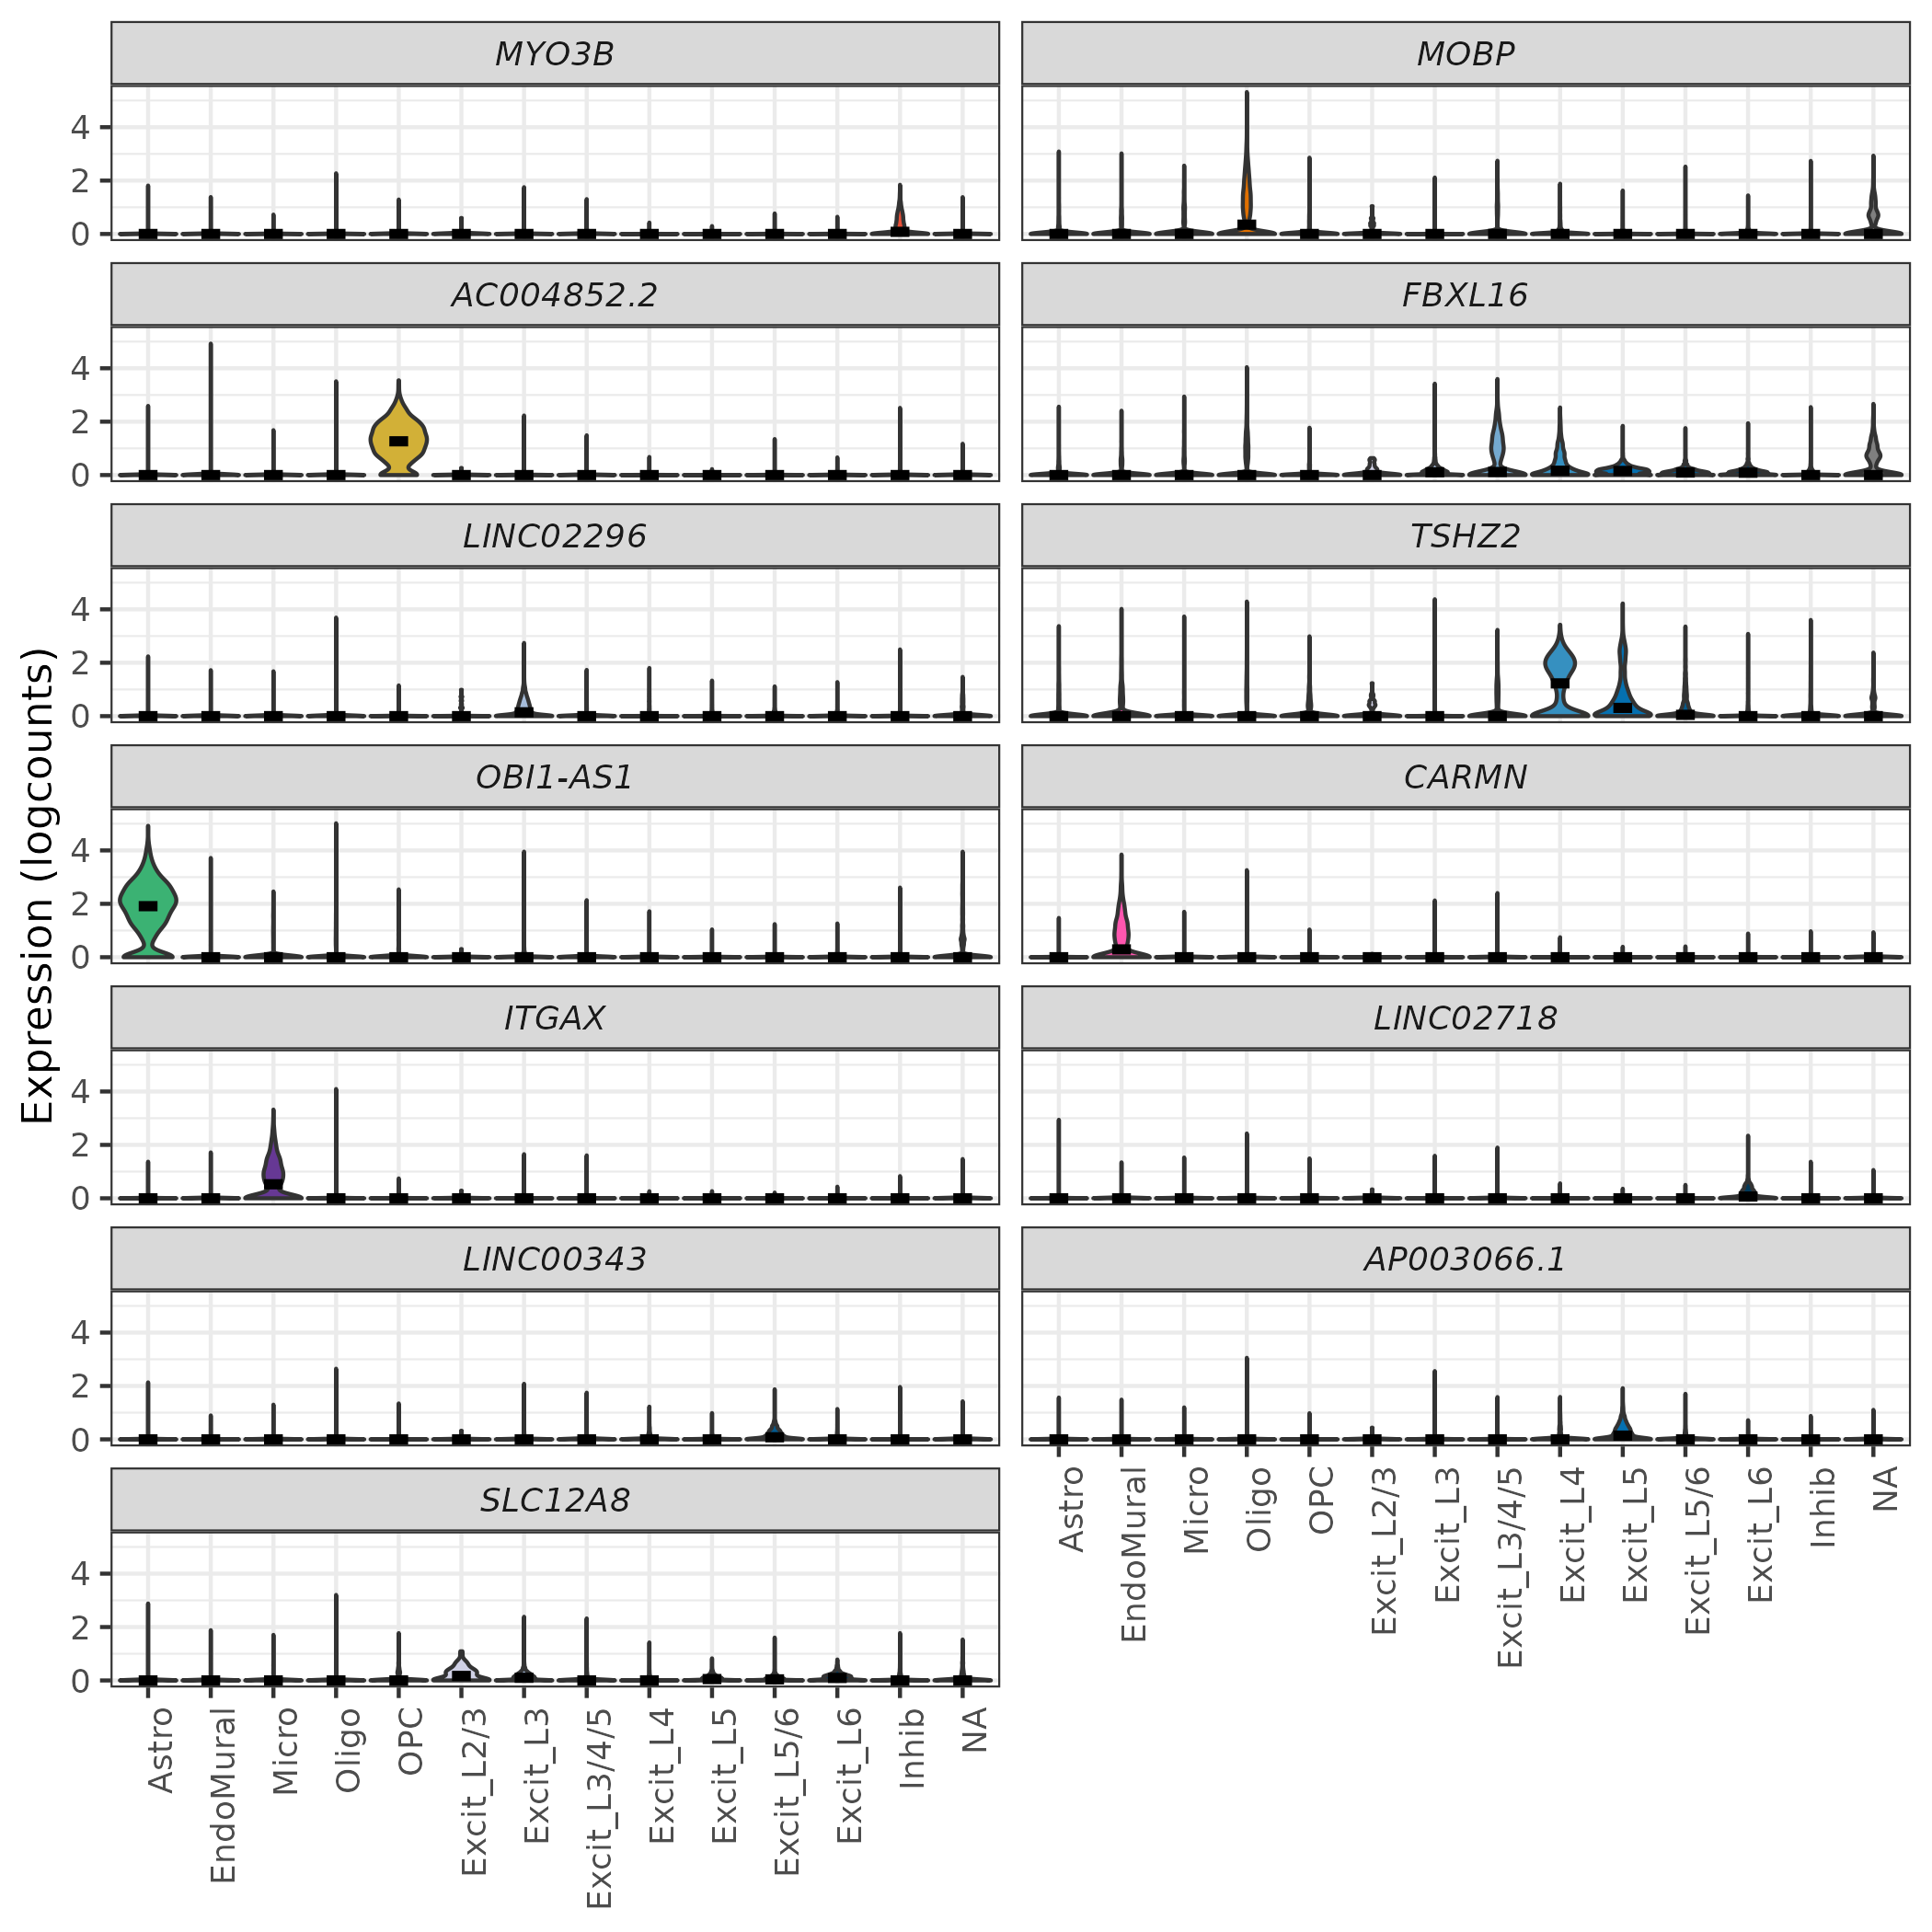 MYO3B
MOBP
4
2
0
AC004852.2
FBXL16
4
2
0
LINC02296
TSHZ2
4
2
0
OBI1-AS1
CARMN
4
2
0
ITGAX
LINC02718
4
2
0
LINC00343
AP003066.1
4
2
0
SLC12A8
4
2
0
Expression (logcounts)
Astro
EndoMural
Micro
Oligo
OPC
Excit_L2/3
Excit_L3
Excit_L3/4/5
Excit_L4
Excit_L5
Excit_L5/6
Excit_L6
Inhib
NA
Astro
EndoMural
Micro
Oligo
OPC
Excit_L2/3
Excit_L3
Excit_L3/4/5
Excit_L4
Excit_L5
Excit_L5/6
Excit_L6
Inhib
NA